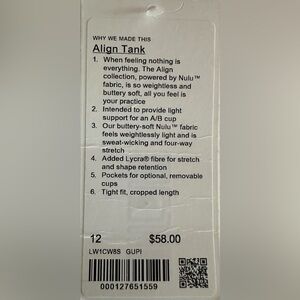 WHY WE MADE THIS
Align Tank
1. When feeling nothing is
everything. The Align
collection, powered by Nulu™
fabric, is so weightless and
buttery soft, all you feel is
your practice
2. Intended to provide light
support for an A/B cup
3. Our buttery-soft Nulu™ fabric
feels weightlessly light and is
sweat-wicking and four-way
stretch
4. Added Lycra® fibre for stretch
and shape retention
5. Pockets for optional, removable
cups
6. Tight fit, cropped length
12 $58.00
LW1CW8S GUPI
000127651559